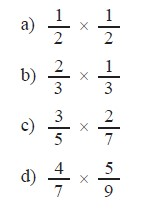 a) 1/2 × 1/2
b) 2/3 × 1/3
c) 3/5 × 2/7
d) 4/7 × 5/9